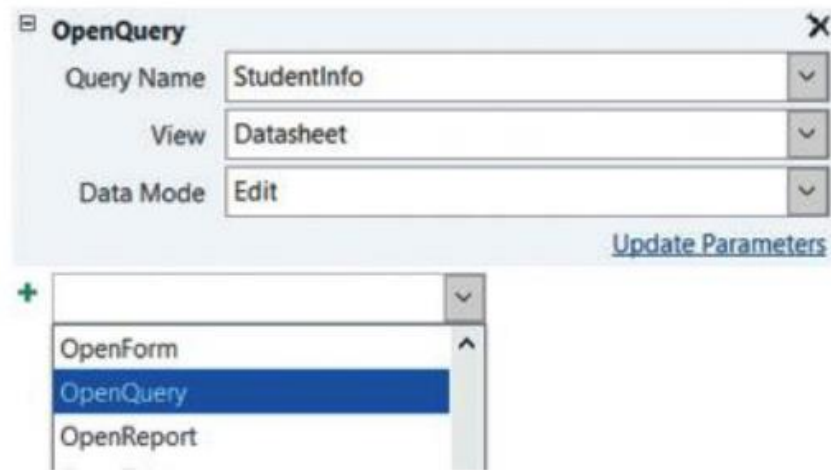 OpenQuery
Query Name StudentInfo
View Datasheet
Data Mode Edit
Update Parameters
OpenForm
OpenQuery
OpenReport